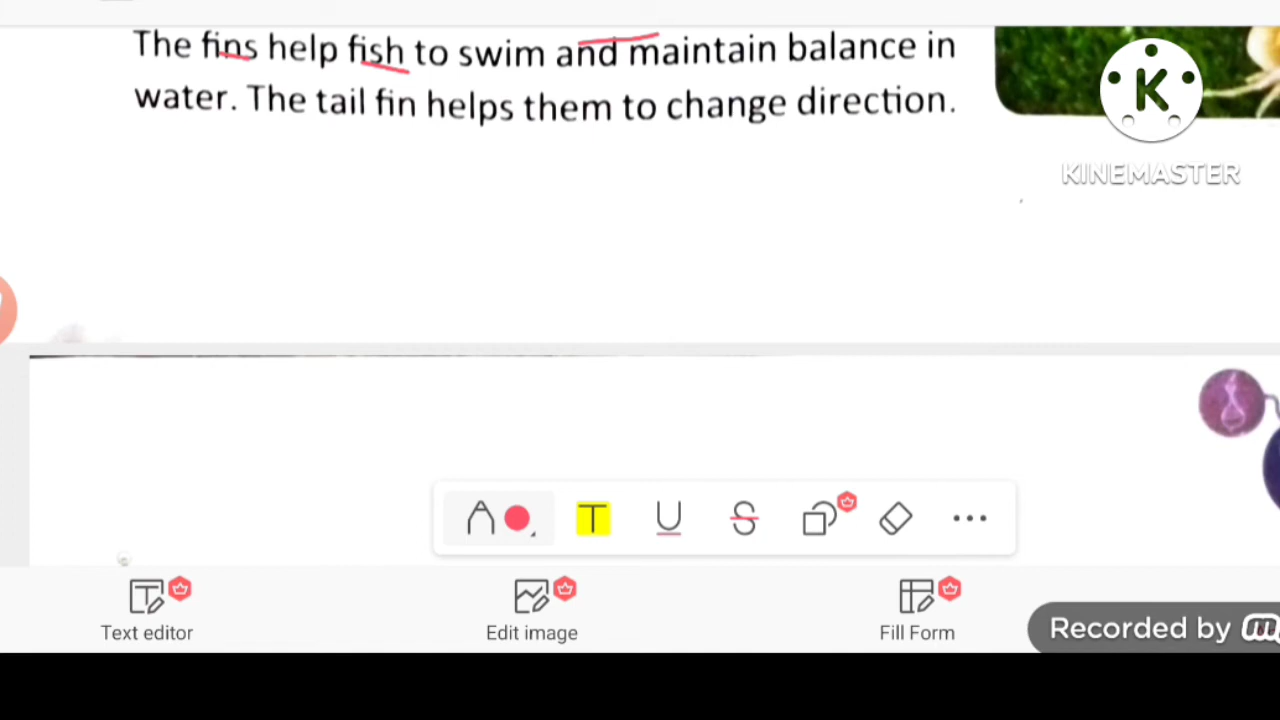 The fins help fish to swim and maintain balance in
water. The tail fin helps them to change direction.
K
KINEMASTER
T
U
S
Text editor
Edit image
Fill Form
Recorded by